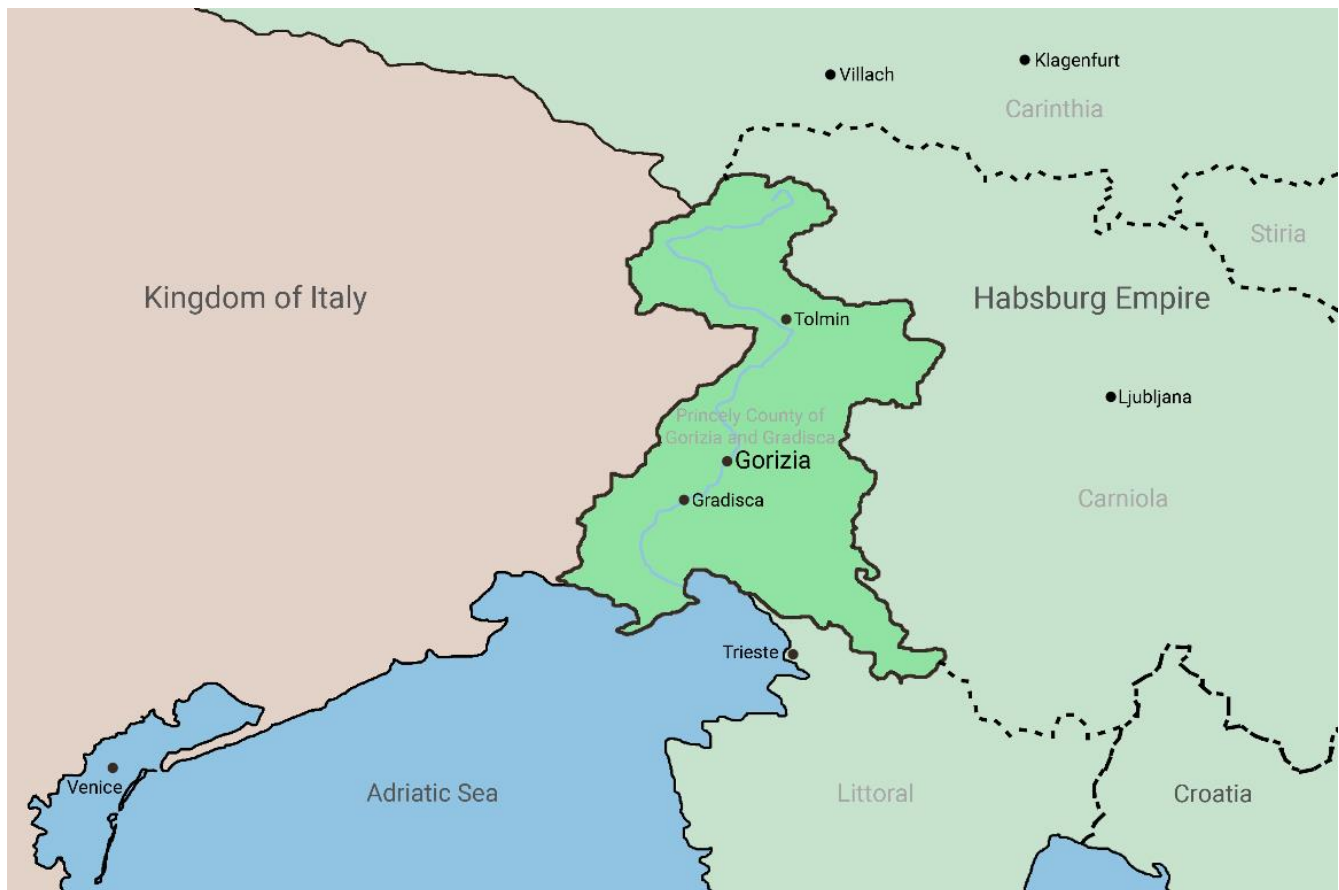 Villach
Klagenfurt
Carinthia
Stiria
Kingdom of Italy
Habsburg Empire
Tolmin
Ljubljana
Princely County of
Gorizia and Gradisca
Gorizia
Gradisca
Carniola
Trieste
Venice
Adriatic Sea
Littoral
Croatia